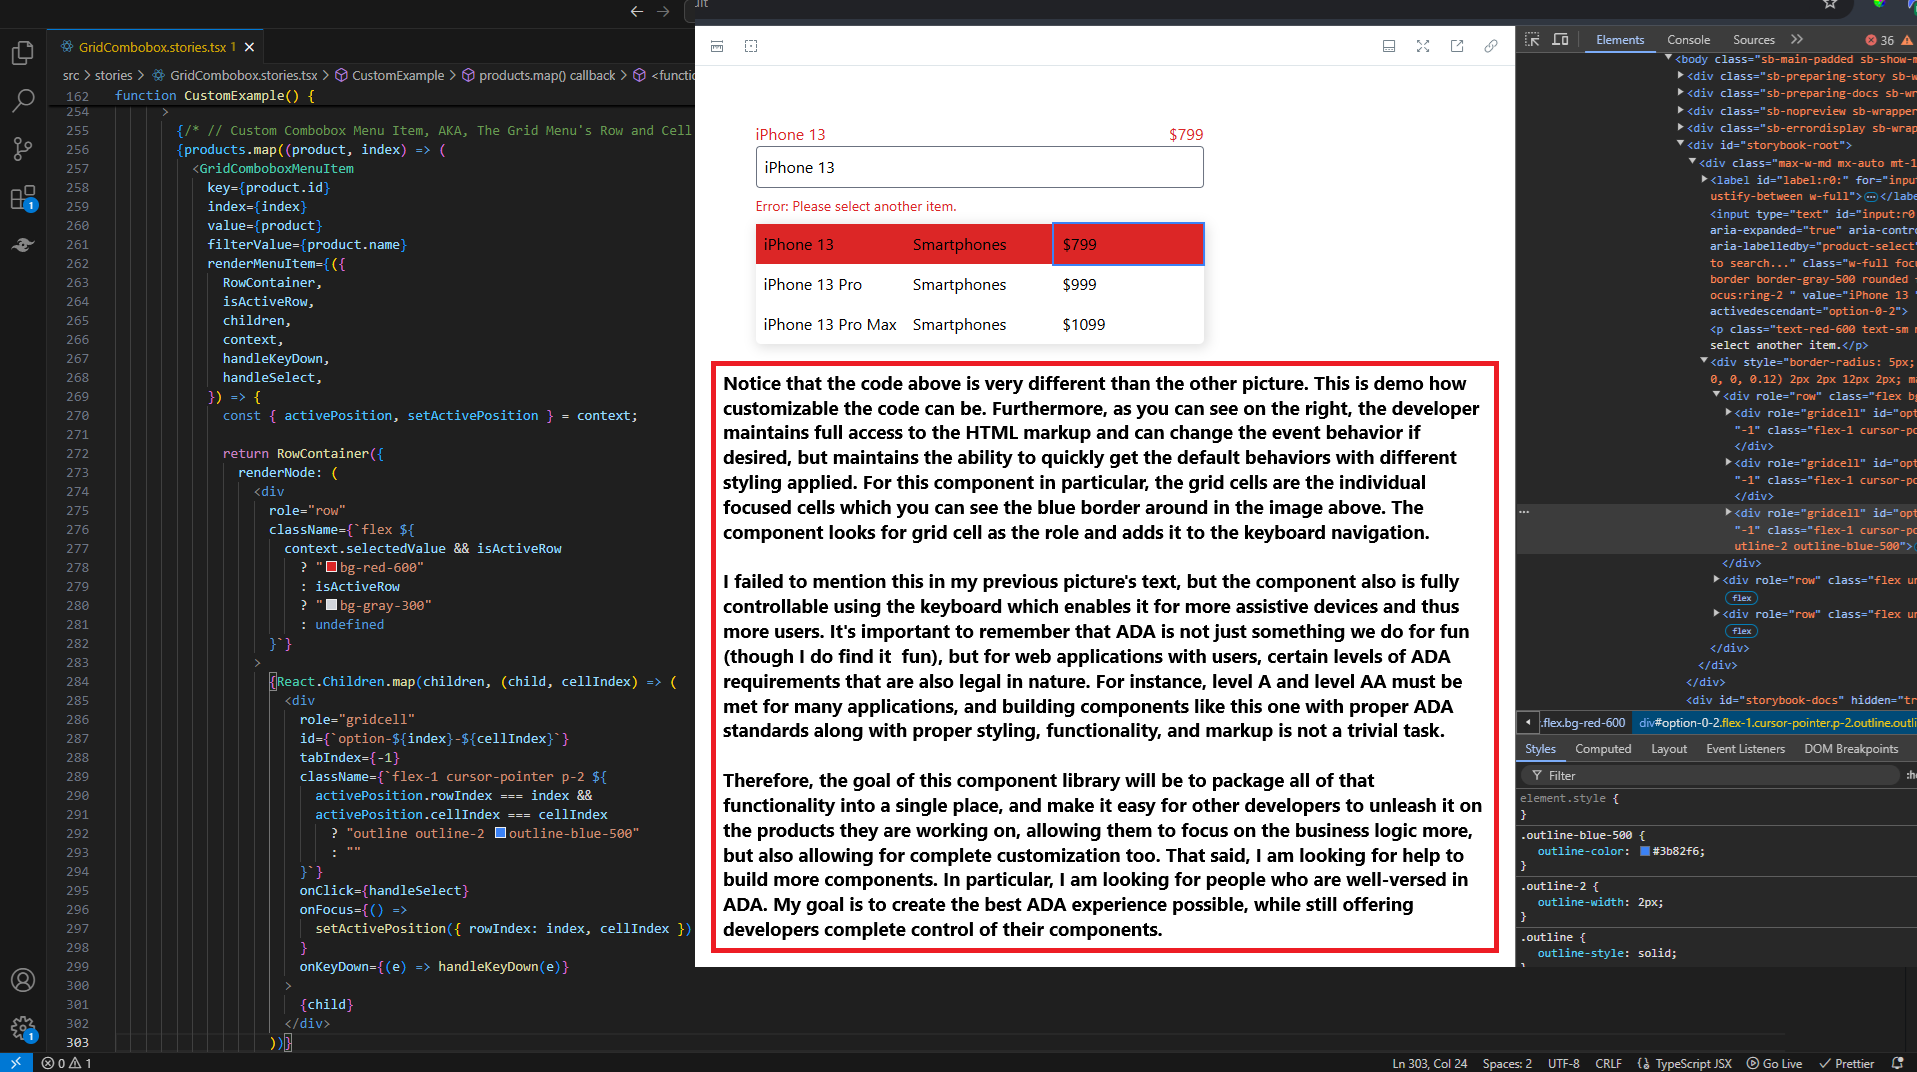 GridCombobox.stories.tsx 1
src > stories > GridCombobox.stories.tsx > CustomExample > products.map() callback >
162 function CustomExample() {
254 >
255 {/* // Custom Combobox Menu Item, AKA, The Grid Menu's Row and Cell
256 {products.map((product, index) => (
257 <GridComboboxMenuItem
258 key={product.id}
259 index={index}
260 value={product}
261 filterValue={product.name}
262 renderMenuItem={({
263 RowContainer,
264 isActiveRow,
265 children,
266 context,
267 handleKeyDown,
268 handleSelect,
269 }) => {
270 const { activePosition, setActivePosition } = context;
271
272 return RowContainer({
273 renderNode: (
274 <div
275 role="row"
276 className={`flex ${
277 context.selectedValue && isActiveRow
278 ? "bg-red-600"
279 : isActiveRow
280 ? "bg-gray-300"
281 : undefined
282 }`}
283 >
284 {React.Children.map(children, (child, cellIndex) => (
285 <div
286 role="gridcell"
287 id={`option-${index}-${cellIndex}`}
288 tabIndex={-1}
289 className={`flex-1 cursor-pointer p-2 ${
290 activePosition.rowIndex === index &&
291 activePosition.cellIndex === cellIndex
292 ? "outline outline-2 outline-blue-500"
293 : ""
294 }`}
295 onClick={handleSelect}
296 onFocus={() =>
297 setActivePosition({ rowIndex: index, cellIndex })
298 }
299 onKeyDown={(e) => handleKeyDown(e)}
300 >
301 {child}
302 </div>
303 ))}
iPhone 13 $799
iPhone 13
Error: Please select another item.
iPhone 13 Smartphones $799
iPhone 13 Pro Smartphones $999
iPhone 13 Pro Max Smartphones $1099
Notice that the code above is very different than the other picture. This is demo how
customizable the code can be. Furthermore, as you can see on the right, the developer
maintains full access to the HTML markup and can change the event behavior if
desired, but maintains the ability to quickly get the default behaviors with different
styling applied. For this component in particular, the grid cells are the individual
focused cells which you can see the blue border around in the image above. The
component looks for grid cell as the role and adds it to the keyboard navigation.
I failed to mention this in my previous picture's text, but the component also is fully
controllable using the keyboard which enables it for more assistive devices and thus
more users. It's important to remember that ADA is not just something we do for fun
(though I do find it  fun), but for web applications with users, certain levels of ADA
requirements that are also legal in nature. For instance, level A and level AA must be
met for many applications, and building components like this one with proper ADA
standards along with proper styling, functionality, and markup is not a trivial task.
Therefore, the goal of this component library will be to package all of that
functionality into a single place, and make it easy for other developers to unleash it on
the products they are working on, allowing them to focus on the business logic more,
but also allowing for complete customization too. That said, I am looking for help to
build more components. In particular, I am looking for people who are well-versed in
ADA. My goal is to create the best ADA experience possible, while still offering
developers complete control of their components.
Elements Console Sources 36
<body class="sb-main-padded sb-show-
<div class="sb-preparing-story sb-
<div class="sb-preparing-docs sb-
<div class="sb-nopreview sb-wrapper
<div class="sb-errordisplay sb-wrap
<div id="storybook-root">
<div class="max-w-md mx-auto mt-1
<label id="label:r0:" for="input
ustify-between w-full"> … </labe
<input type="text" id="input:r0
aria-expanded="true" aria-contro
aria-labelledby="product-select"
to search..." class="w-full foc
border border-gray-500 rounded
ocus:ring-2 " value="iPhone 13 "
activedescendant="option-0-2">
<p class="text-red-600 text-sm
select another item.</p>
<div style="border-radius: 5px;
0, 0, 0.12) 2px 2px 12px 2px;
<div role="row" class="flex bg
<div role="gridcell" id="opt
"-1" class="flex-1 cursor-po
</div>
<div role="gridcell" id="opt
"-1" class="flex-1 cursor-po
</div>
<div role="gridcell" id="opt
"-1" class="flex-1 cursor-po
utline-2 outline-blue-500">
</div>
<div role="row" class="flex
flex
<div role="row" class="flex
flex
</div>
</div>
</div>
<div id="storybook-docs" hidden="tr
.flex.bg-red-600 div#option-0-2.flex-1.cursor-pointer.p-2.outline.outli
Styles Computed Layout Event Listeners DOM Breakpoints
Filter
element.style {
}
.outline-blue-500 {
outline-color: #3b82f6;
}
.outline-2 {
outline-width: 2px;
}
.outline {
outline-style: solid;
0 1 Ln 303, Col 24 Spaces: 2 UTF-8 CRLF TypeScript JSX Go Live Prettier